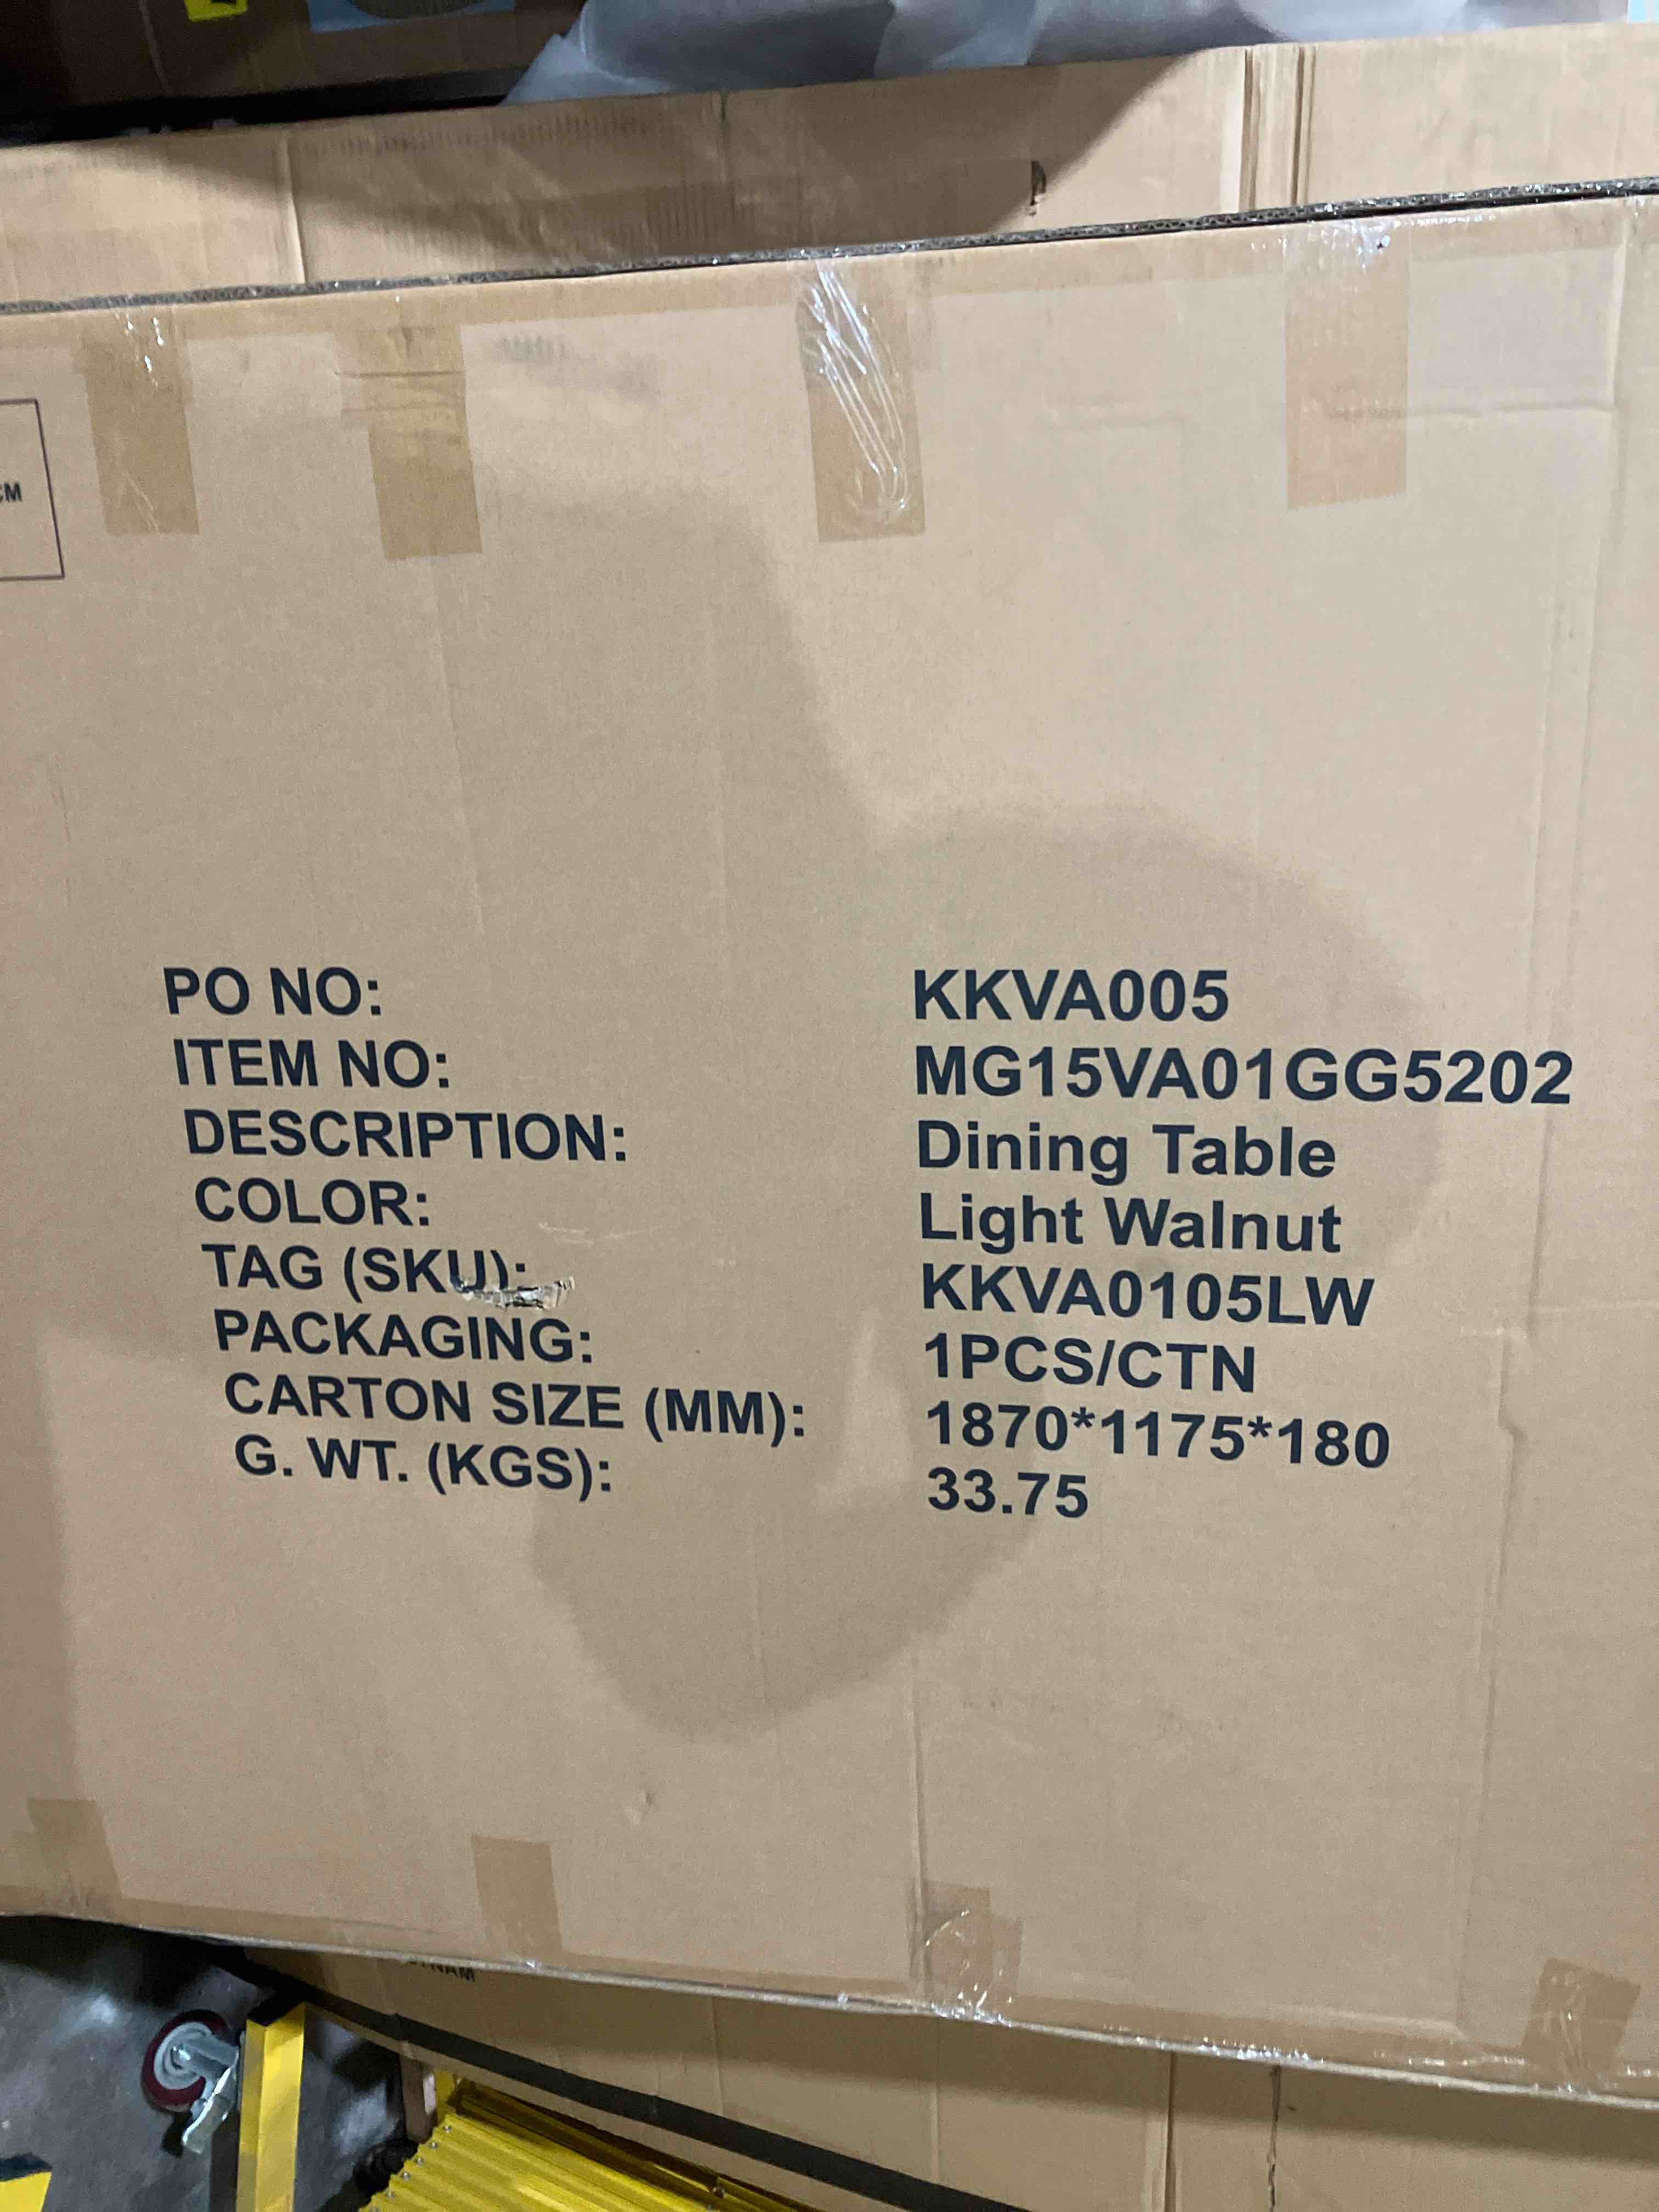 CM
PO NO: KKVA005
ITEM NO: MG15VA01GG5202
DESCRIPTION: Dining Table
COLOR: Light Walnut
TAG (SKU): KKVA0105LW
PACKAGING: 1PCS/CTN
CARTON SIZE (MM): 1870*1175*180
G. WT. (KGS): 33.75